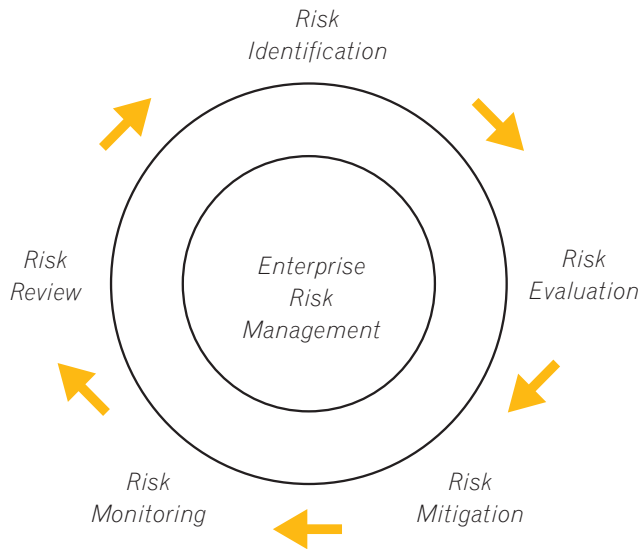 Risk
Identification
Risk
Evaluation
Risk
Mitigation
Risk
Monitoring
Risk
Review
Enterprise
Risk
Management